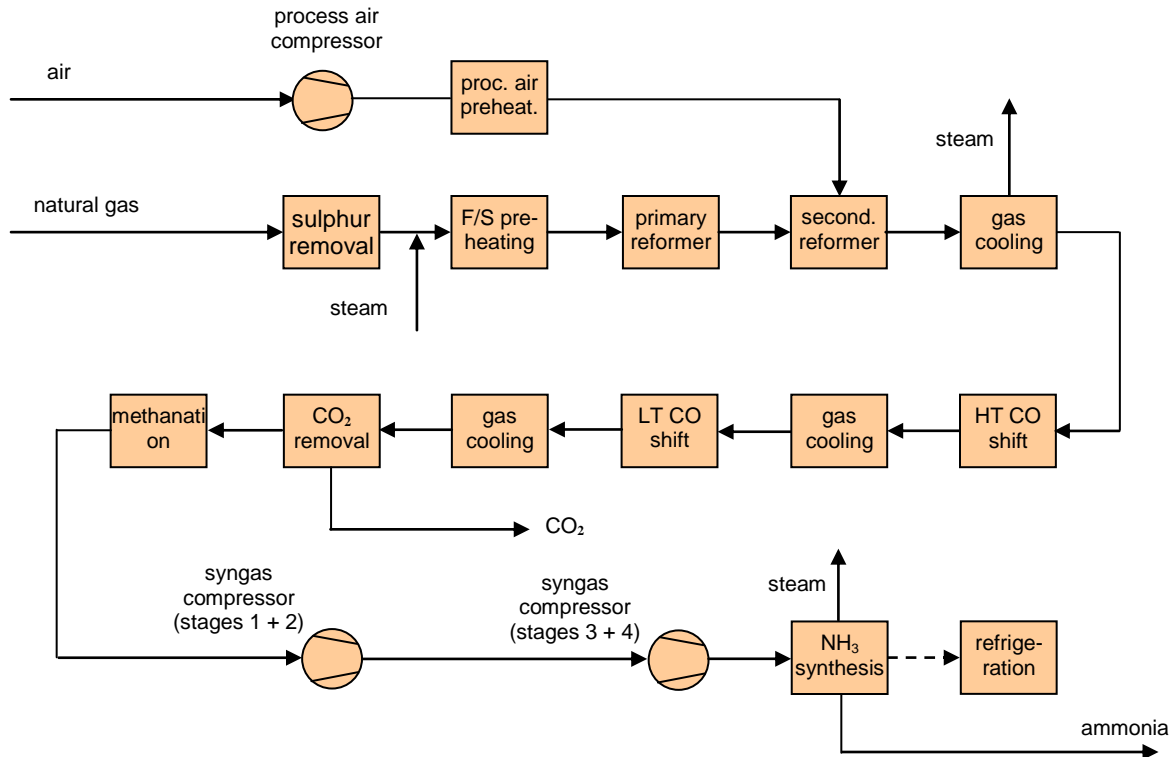 process air
compressor
air
proc. air
preheat.
steam
natural gas
sulphur
removal
F/S pre-
heating
primary
reformer
second.
reformer
gas
cooling
steam
methanati
on
CO₂
removal
gas
cooling
LT CO
shift
gas
cooling
HT CO
shift
CO₂
syngas
compressor
(stages 1 + 2)
syngas
compressor
(stages 3 + 4)
steam
NH₃
synthesis
refrige-
ration
ammonia